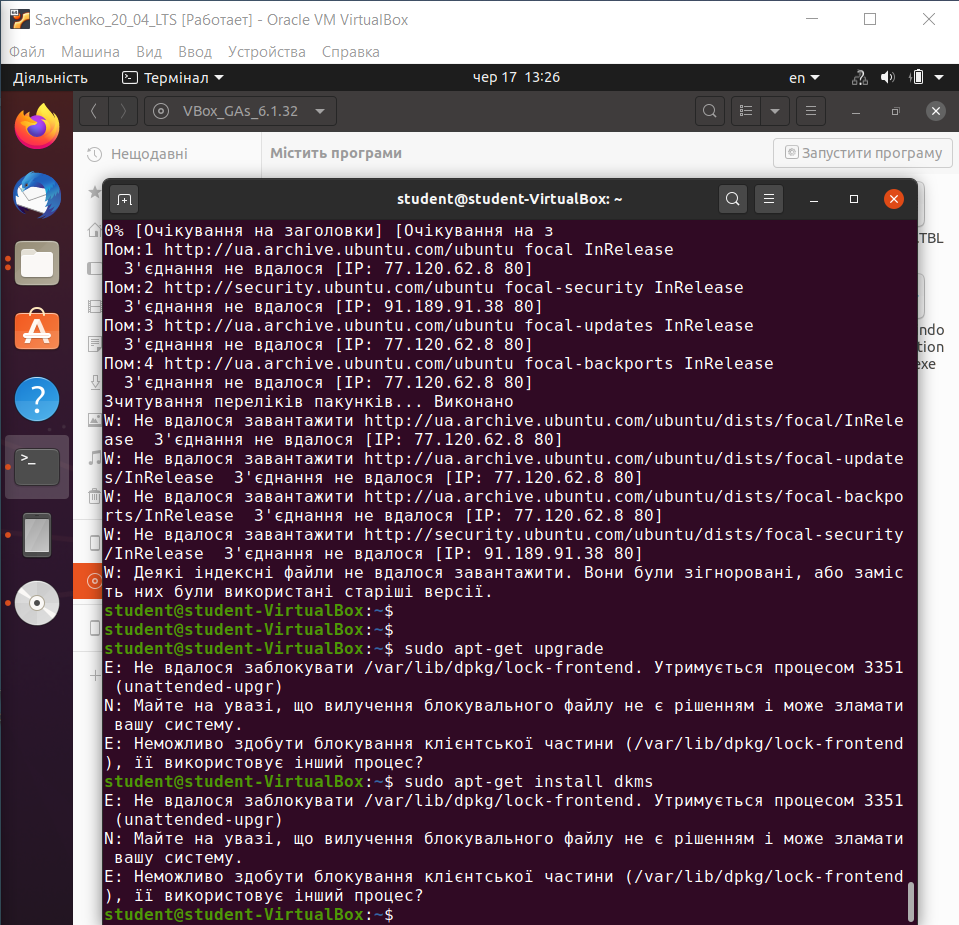 Savchenko_20_04_LTS [Работает] - Oracle VM VirtualBox
Файл Машина Вид Ввод Устройства Справка
Діяльність Термінал чер 17 13:26 en
VBox_GAs_6.1.32
Нещодавні Містить програми Запустити програму
student@student-VirtualBox: ~
0% [Очікування на заголовки] [Очікування на з
.TBL
Пом:1 http://ua.archive.ubuntu.com/ubuntu focal InRelease
З'єднання не вдалося [IP: 77.120.62.8 80]
Пом:2 http://security.ubuntu.com/ubuntu focal-security InRelease
З'єднання не вдалося [IP: 91.189.91.38 80]
Пом:3 http://ua.archive.ubuntu.com/ubuntu focal-updates InRelease
З'єднання не вдалося [IP: 77.120.62.8 80]
Пом:4 http://ua.archive.ubuntu.com/ubuntu focal-backports InRelease
З'єднання не вдалося [IP: 77.120.62.8 80]
Зчитування переліків пакунків... Виконано
W: Не вдалося завантажити http://ua.archive.ubuntu.com/ubuntu/dists/focal/InRele
ase З'єднання не вдалося [IP: 77.120.62.8 80]
W: Не вдалося завантажити http://ua.archive.ubuntu.com/ubuntu/dists/focal-update
s/InRelease З'єднання не вдалося [IP: 77.120.62.8 80]
W: Не вдалося завантажити http://ua.archive.ubuntu.com/ubuntu/dists/focal-backpo
rts/InRelease З'єднання не вдалося [IP: 77.120.62.8 80]
W: Не вдалося завантажити http://security.ubuntu.com/ubuntu/dists/focal-security
/InRelease З'єднання не вдалося [IP: 91.189.91.38 80]
W: Деякі індексні файли не вдалося завантажити. Вони були зігноровані, або заміс
ть них були використані старіші версії.
student@student-VirtualBox:~$
student@student-VirtualBox:~$
student@student-VirtualBox:~$ sudo apt-get upgrade
E: Не вдалося заблокувати /var/lib/dpkg/lock-frontend. Утримується процесом 3351
(unattended-upgr)
N: Майте на увазі, що вилучення блокувального файлу не є рішенням і може зламати
вашу систему.
E: Неможливо здобути блокування клієнтської частини (/var/lib/dpkg/lock-frontend
), її використовує інший процес?
student@student-VirtualBox:~$ sudo apt-get install dkms
E: Не вдалося заблокувати /var/lib/dpkg/lock-frontend. Утримується процесом 3351
(unattended-upgr)
N: Майте на увазі, що вилучення блокувального файлу не є рішенням і може зламати
вашу систему.
E: Неможливо здобути блокування клієнтської частини (/var/lib/dpkg/lock-frontend
), її використовує інший процес?
student@student-VirtualBox:~$
ndo
tion
exe